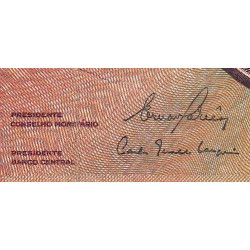 PRESIDENTE
CONSELHO MONETÁRIO
PRESIDENTE
BANCO CENTRAL